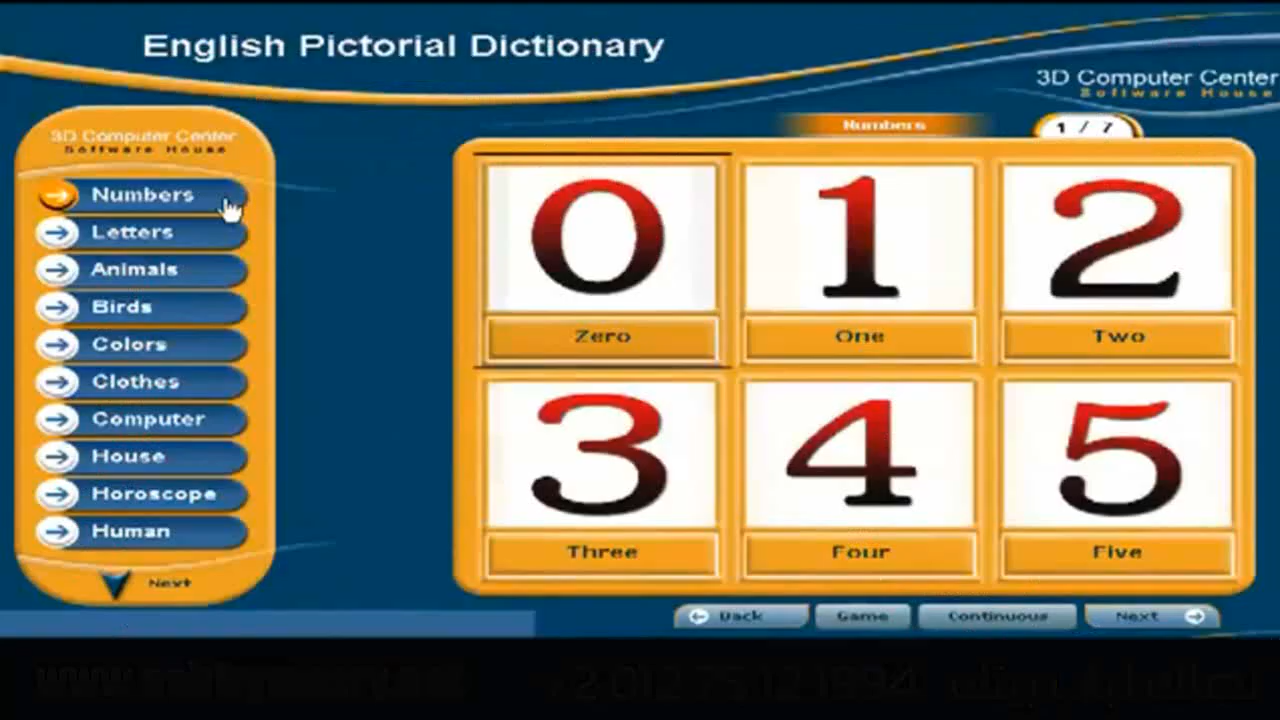 English Pictorial Dictionary
3D Computer Center
Software House
3D Computer Center
Software House
Numbers
Letters
Animals
Birds
Colors
Clothes
Computer
House
Horoscope
Human
Next
Numbers
1 / 7
0 1 2
Zero One Two
3 4 5
Three Four Five
Back Game Continuous Next